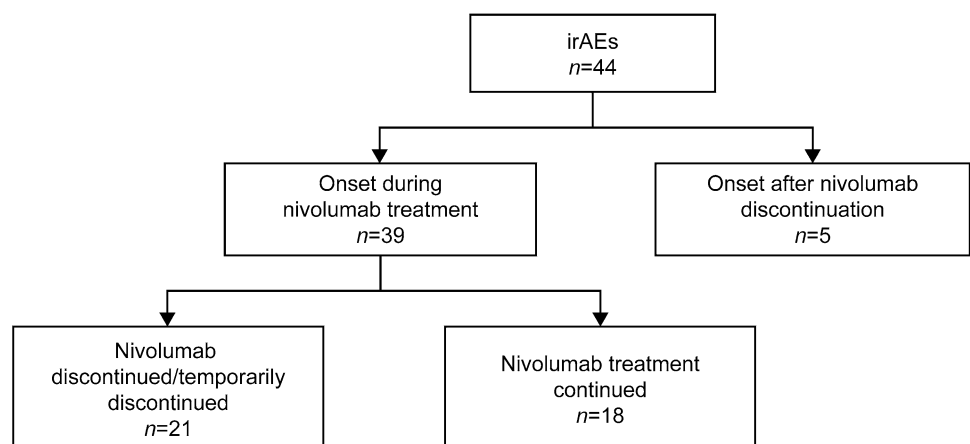 irAEs
n=44
Onset during
nivolumab treatment
n=39
Onset after nivolumab
discontinuation
n=5
Nivolumab
discontinued/temporarily
discontinued
n=21
Nivolumab treatment
continued
n=18